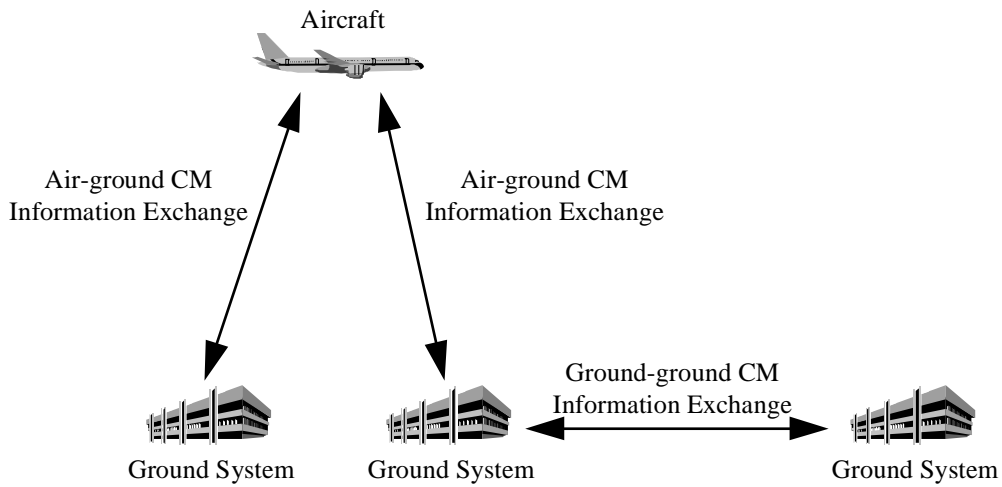 Aircraft
Air-ground CM
Information Exchange
Air-ground CM
Information Exchange
Ground-ground CM
Information Exchange
Ground System
Ground System
Ground System